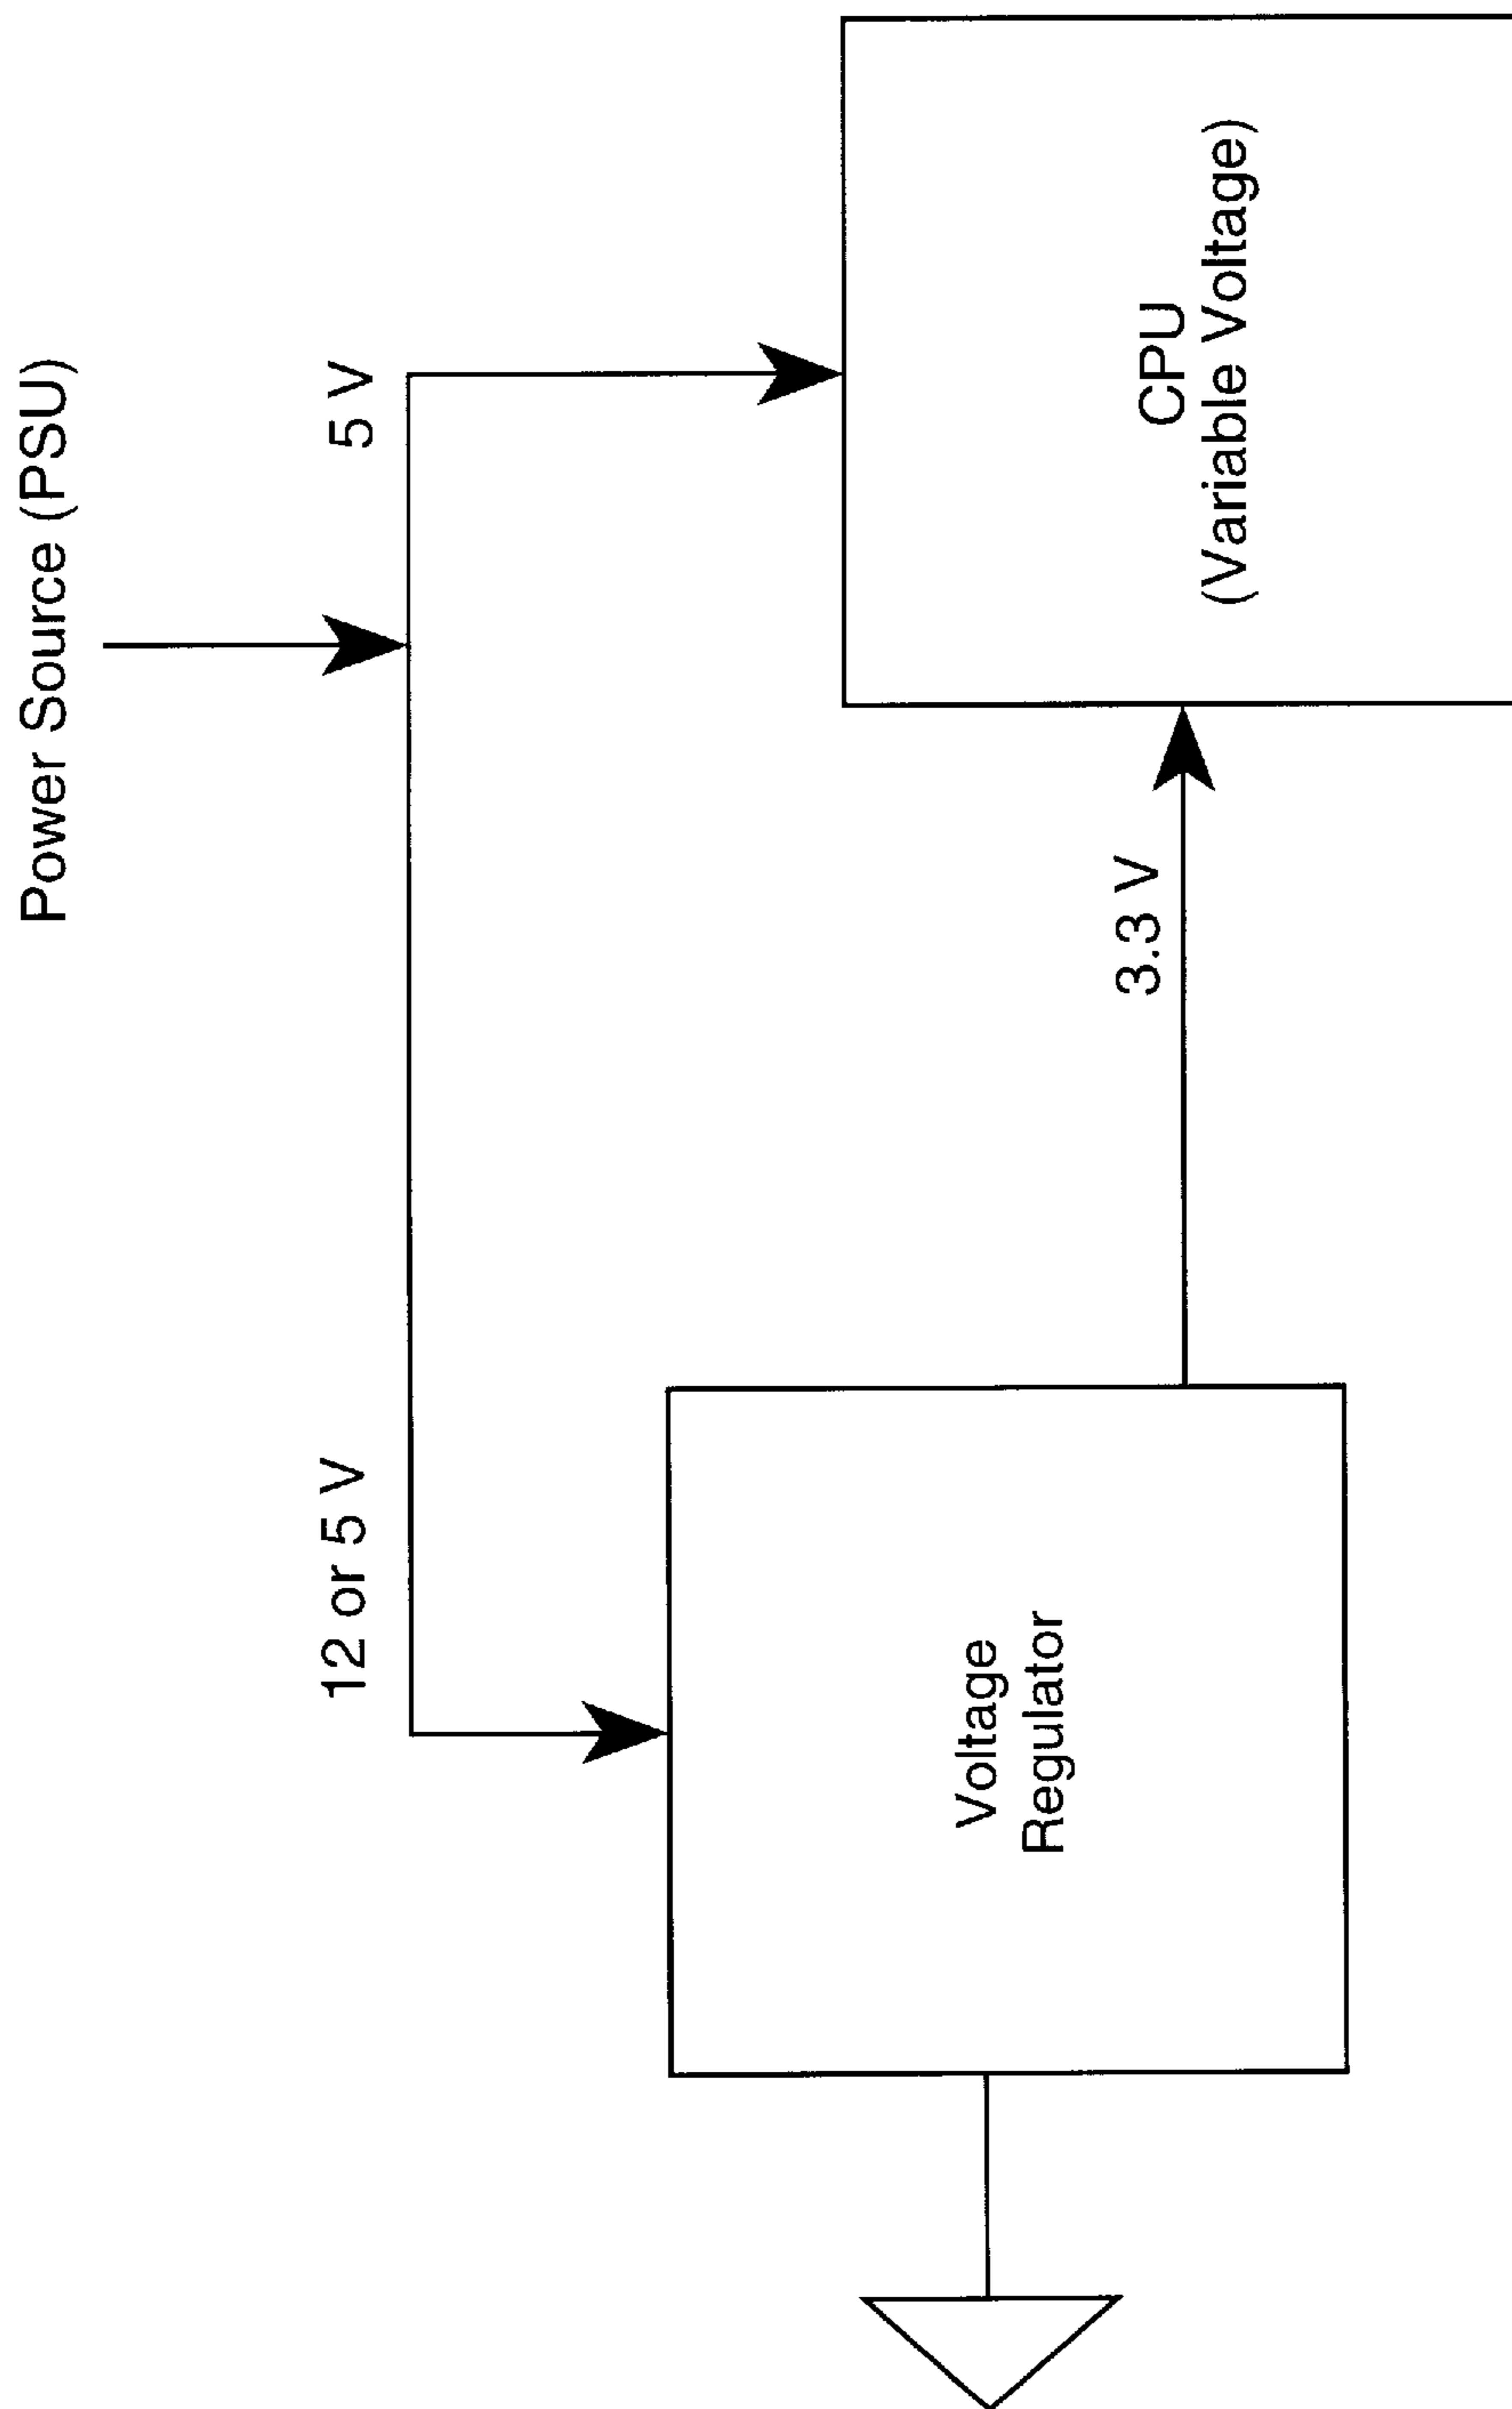 Power Source (PSU)
12 or 5 V
5 V
Voltage
Regulator
3.3 V
CPU
(Variable Voltage)